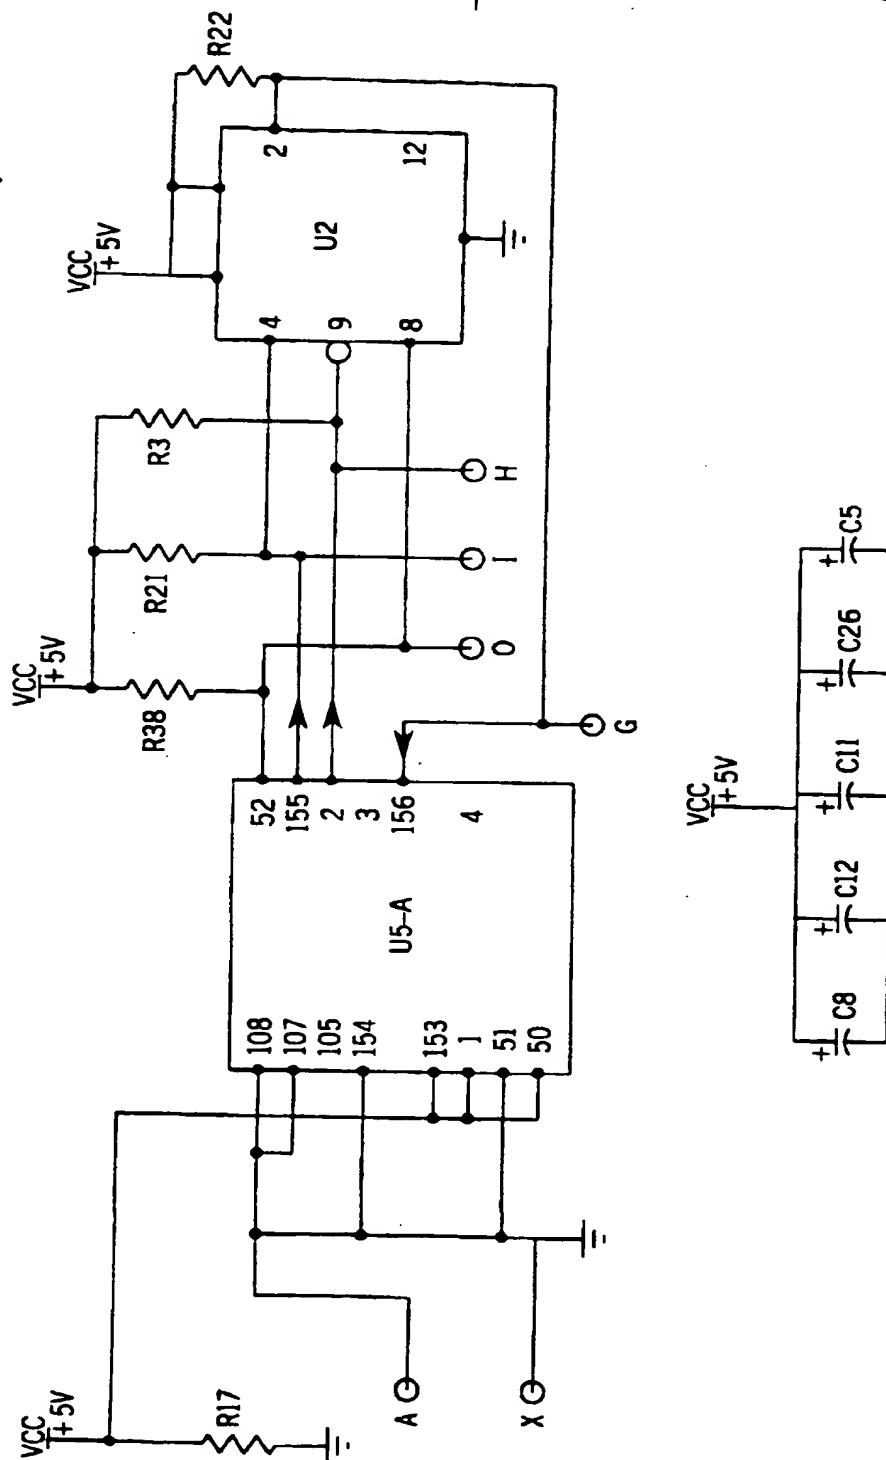 VCC
+5V
R17
A
X
108
107
105
154
153
1
51
50
U5-A
52
155
2
3
156
4
VCC
+5V
R38
R21
R3
O
I
H
G
VCC
+5V
4
9
8
U2
2
12
R22
VCC
+5V
C8
C12
C11
C26
C5